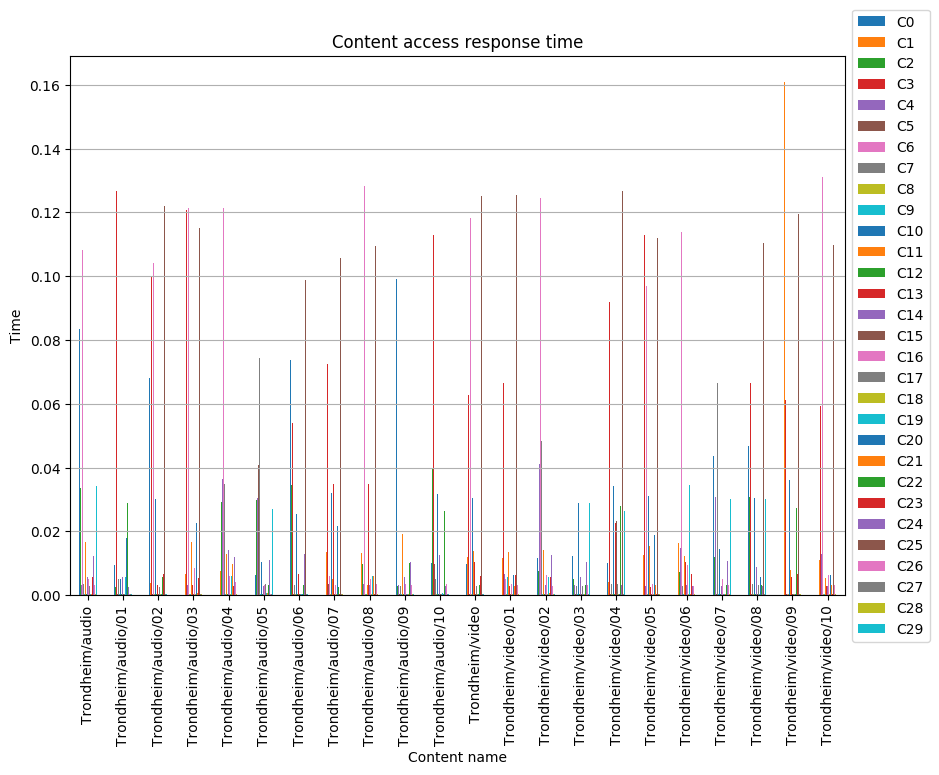 Content access response time
Time
0.16
0.14
0.12
0.10
0.08
0.06
0.04
0.02
0.00
Trondheim/audio
Trondheim/audio/01
Trondheim/audio/02
Trondheim/audio/03
Trondheim/audio/04
Trondheim/audio/05
Trondheim/audio/06
Trondheim/audio/07
Trondheim/audio/08
Trondheim/audio/09
Trondheim/audio/10
Trondheim/video
Trondheim/video/01
Trondheim/video/02
Trondheim/video/03
Trondheim/video/04
Trondheim/video/05
Trondheim/video/06
Trondheim/video/07
Trondheim/video/08
Trondheim/video/09
Trondheim/video/10
Content name
C0
C1
C2
C3
C4
C5
C6
C7
C8
C9
C10
C11
C12
C13
C14
C15
C16
C17
C18
C19
C20
C21
C22
C23
C24
C25
C26
C27
C28
C29